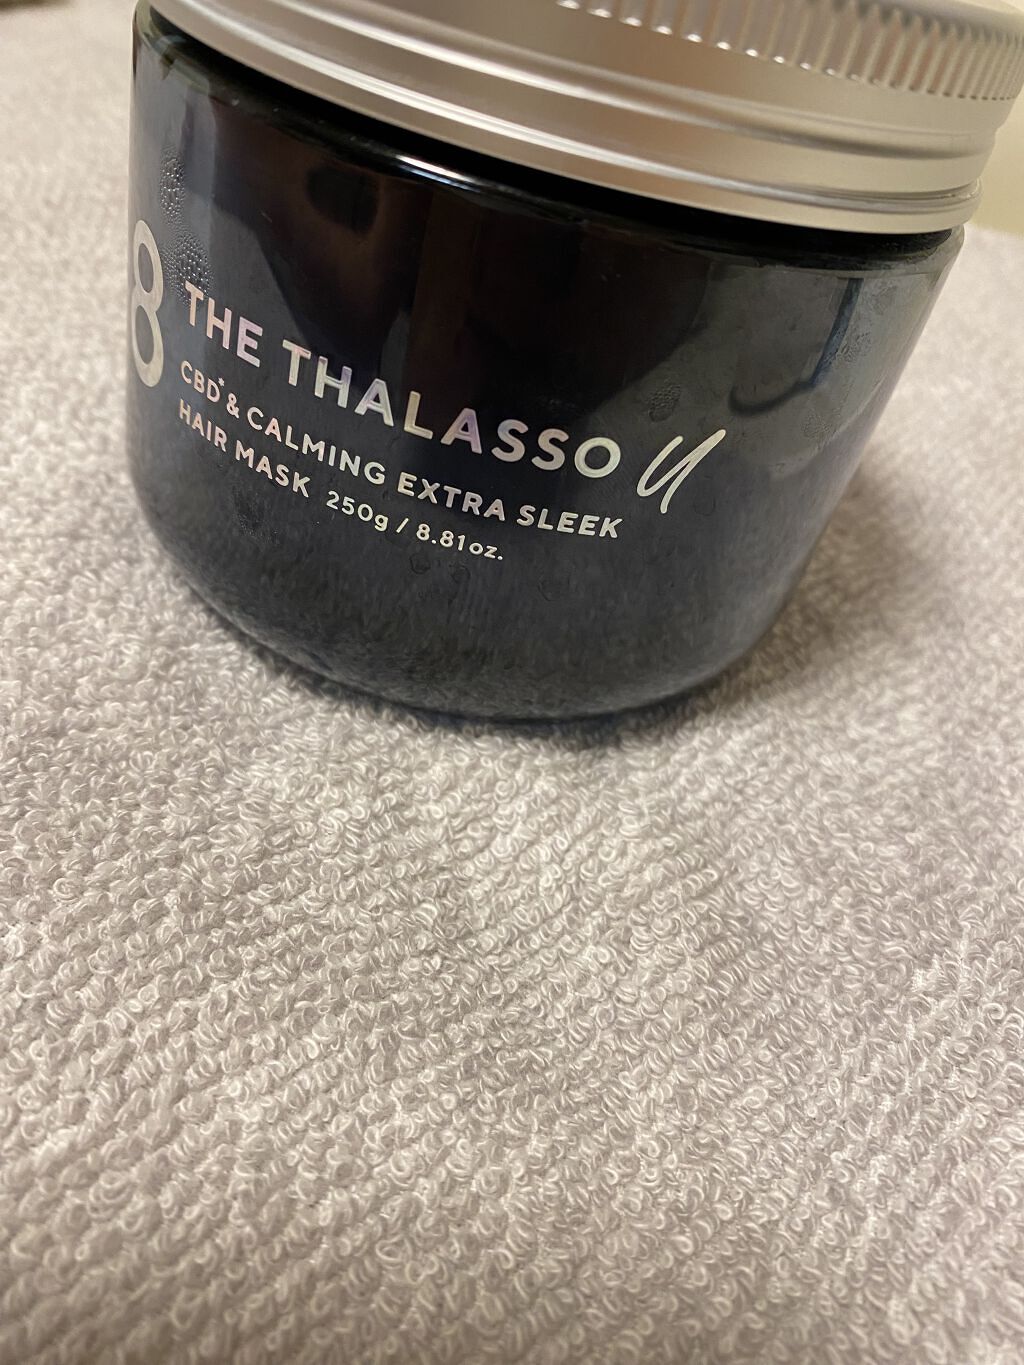 8 THE THALASSO U
CBD* & CALMING EXTRA SLEEK
HAIR MASK 250g / 8.81oz.